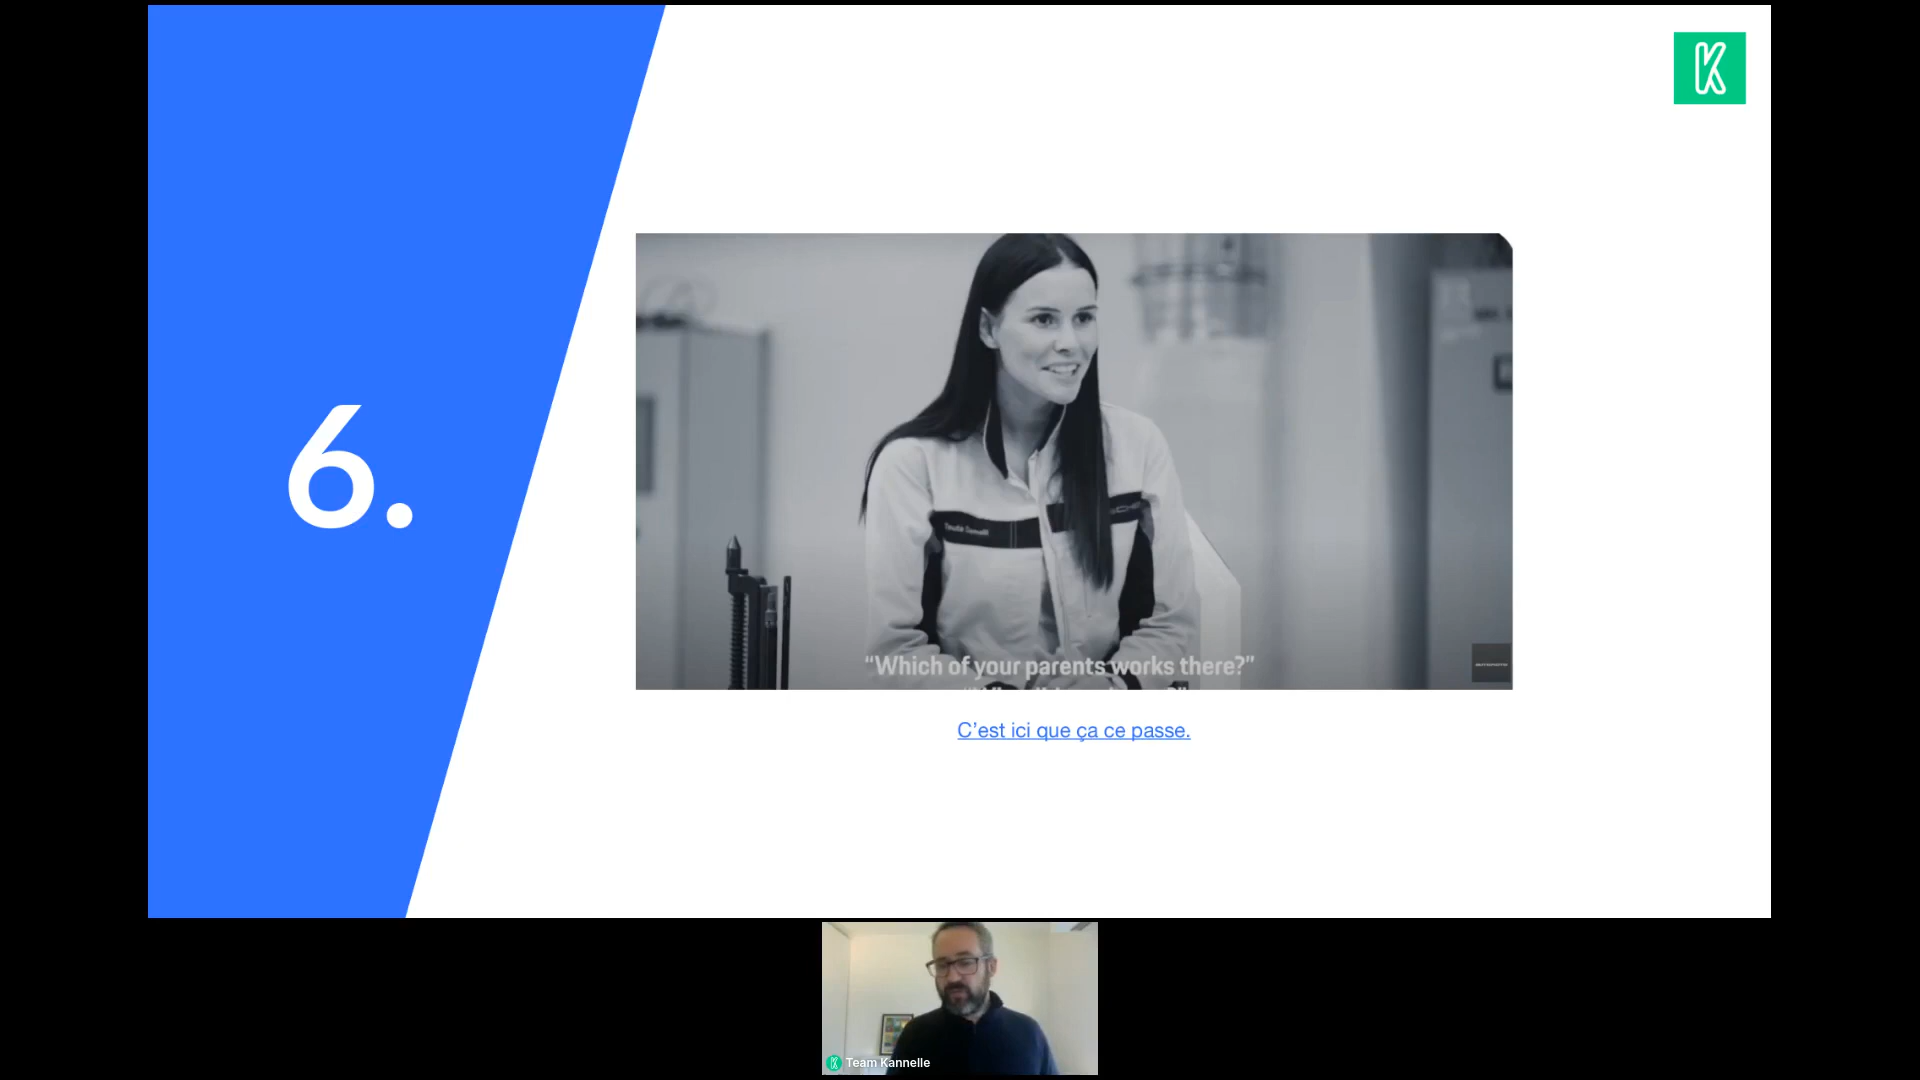 K
6.
“Which of your parents works there?”
C’est ici que ça ce passe.
Team Kannelle